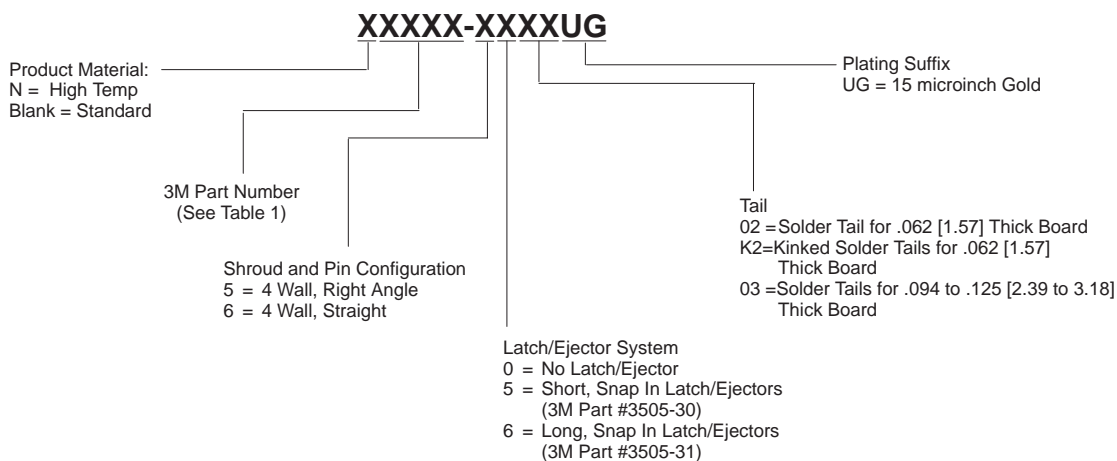 XXXXX-XXXXUG
Product Material:
N = High Temp
Blank = Standard
Plating Suffix
UG = 15 microinch Gold
3M Part Number
(See Table 1)
Tail
02 =Solder Tail for .062 [1.57] Thick Board
K2=Kinked Solder Tails for .062 [1.57]
Thick Board
03 =Solder Tails for .094 to .125 [2.39 to 3.18]
Thick Board
Shroud and Pin Configuration
5 = 4 Wall, Right Angle
6 = 4 Wall, Straight
Latch/Ejector System
0 = No Latch/Ejector
5 = Short, Snap In Latch/Ejectors
(3M Part #3505-30)
6 = Long, Snap In Latch/Ejectors
(3M Part #3505-31)